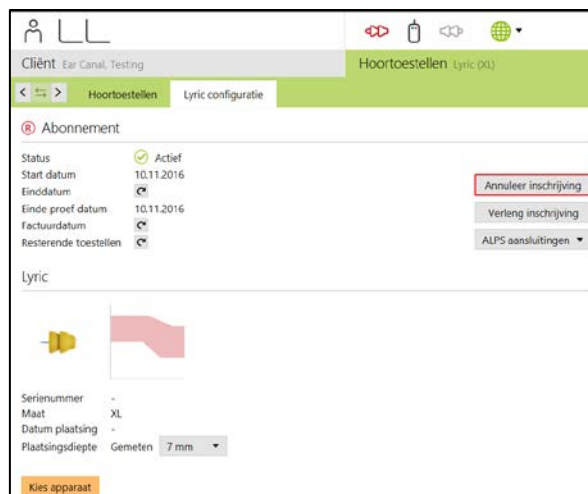 Cliënt Ear Canal, Testing
Hoortoestellen Lyric (XL)
Hoortoestellen
Lyric configuratie
R Abonnement
Status Actief
Start datum 10.11.2016
Einddatum
Einde proef datum 10.11.2016
Factuurdatum
Resterende toestellen
Annuleer inschrijving
Verleng inschrijving
ALPS aansluitingen
Lyric
Serienummer -
Maat XL
Datum plaatsing -
Plaatsingsdiepte Gemeten 7 mm
Kies apparaat